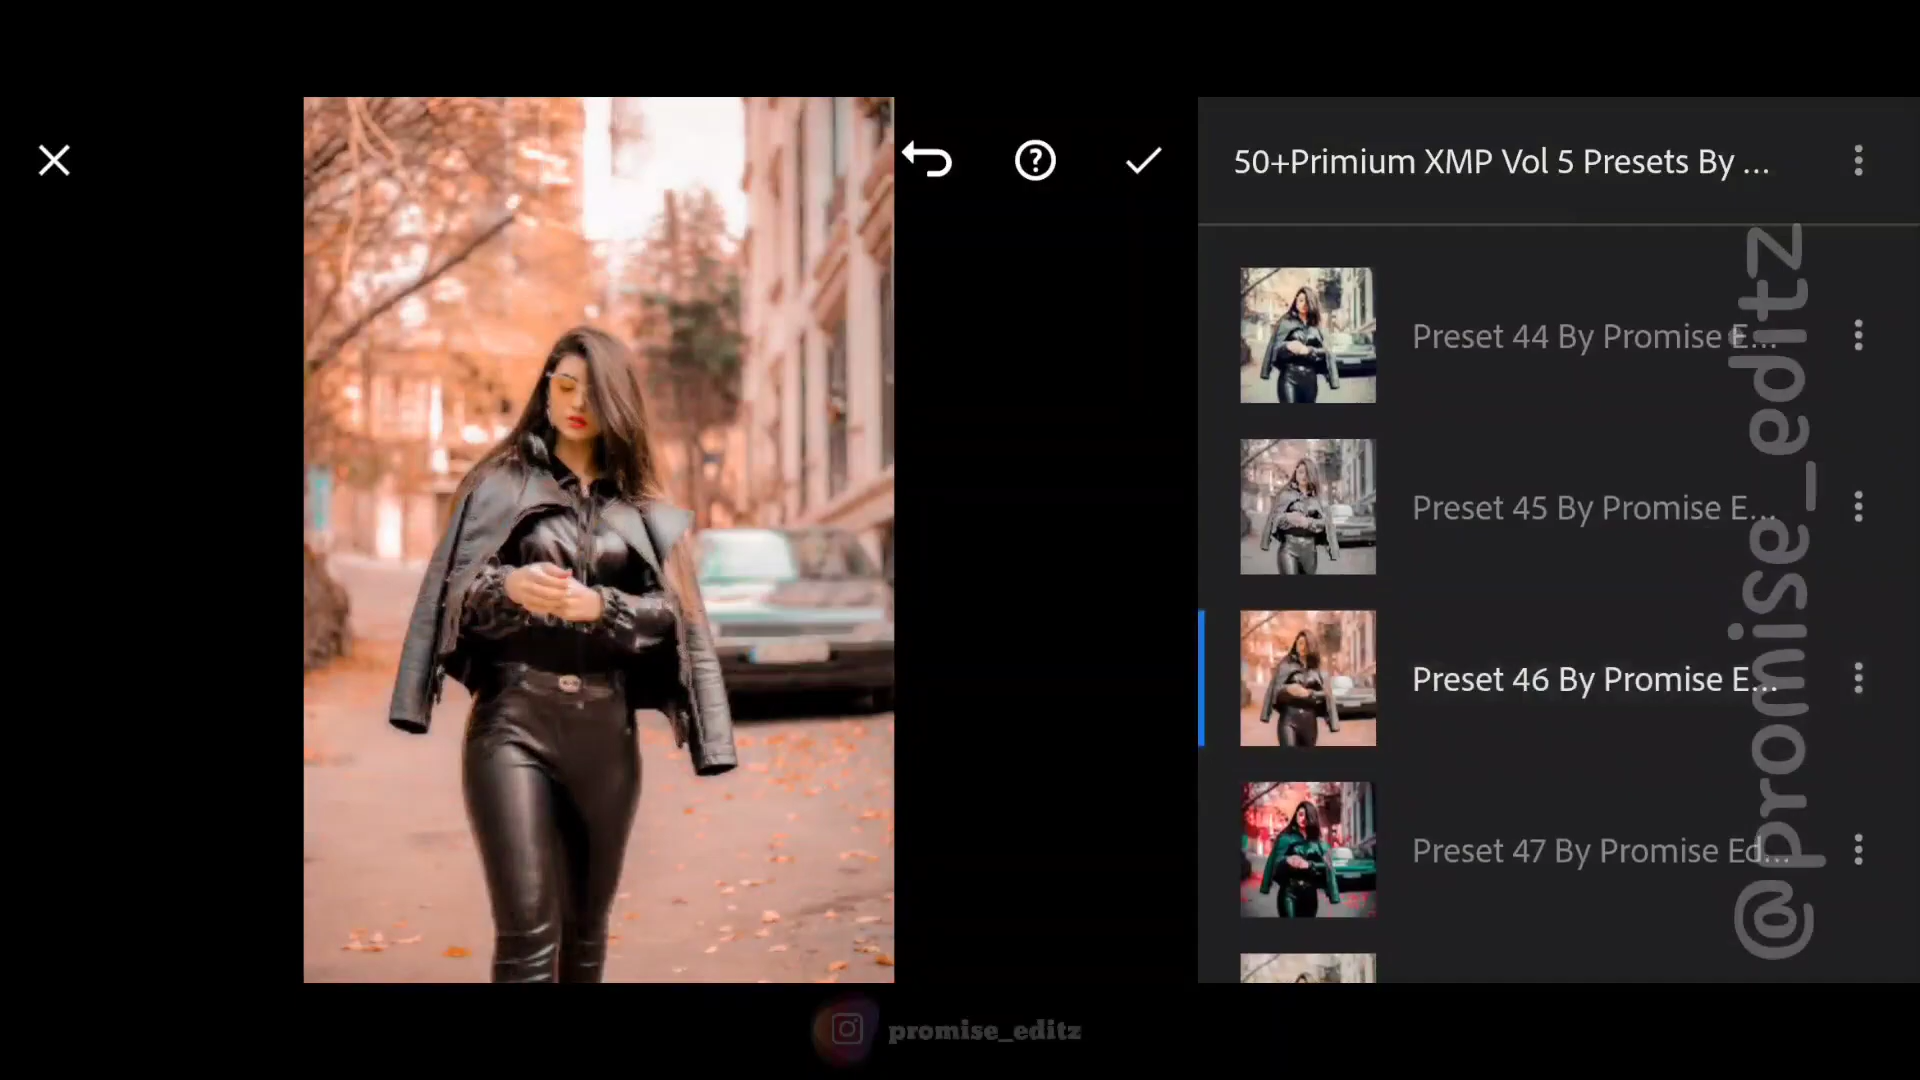 50+Primium XMP Vol 5 Presets By ...
Preset 44 By Promise E...
Preset 45 By Promise E...
Preset 46 By Promise E...
Preset 47 By Promise Ed...
@promise_editz
promise_editz